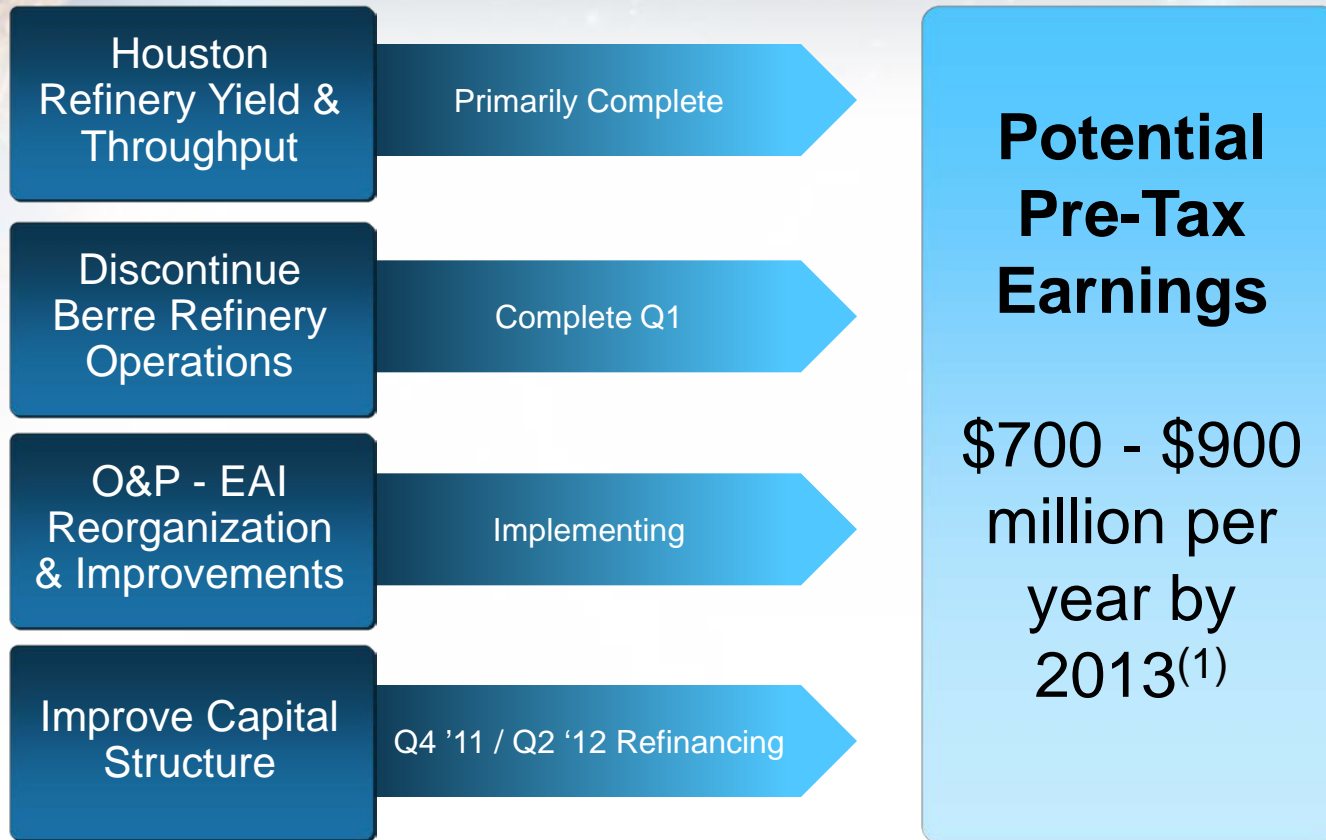 Houston
Refinery Yield &
Throughput
Primarily Complete
Discontinue
Berre Refinery
Operations
Complete Q1
O&P - EAI
Reorganization
& Improvements
Implementing
Improve Capital
Structure
Q4 ’11 / Q2 ‘12 Refinancing
Potential
Pre-Tax
Earnings
$700 - $900
million per
year by
2013(1)